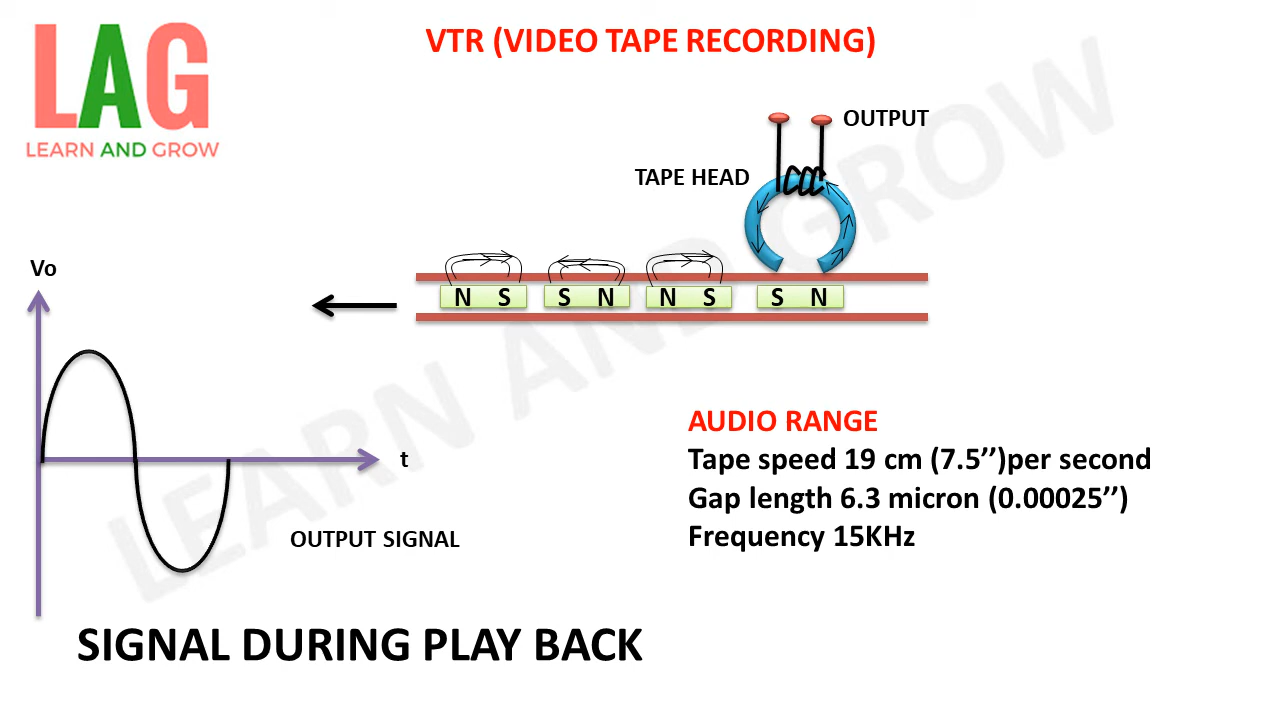 LAG
LEARN AND GROW
VTR (VIDEO TAPE RECORDING)
OUTPUT
TAPE HEAD
N S S N N S S N
Vo
t
OUTPUT SIGNAL
AUDIO RANGE
Tape speed 19 cm (7.5’’)per second
Gap length 6.3 micron (0.00025’’)
Frequency 15KHz
SIGNAL DURING PLAY BACK
LEARN AND GROW